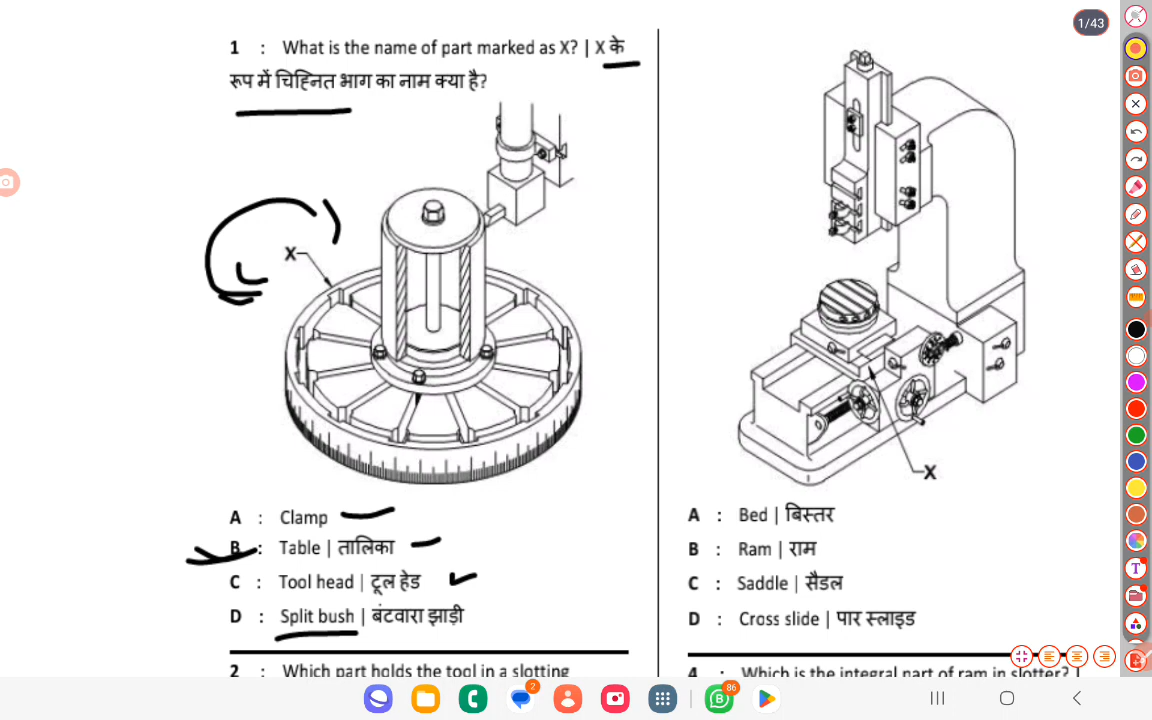 1/43
1 : What is the name of part marked as X? | X के
रूप में चिह्नित भाग का नाम क्या है?
X
A : Clamp
B : Table | तालिका
C : Tool head | टूल हेड
D : Split bush | बंटवारा झाड़ी
2 : Which part holds the tool in a slotting
X
A : Bed | बिस्तर
B : Ram | राम
C : Saddle | सैडल
D : Cross slide | पार स्लाइड
4 : Which is the integral part of ram in slotter? |
T
2
B
86